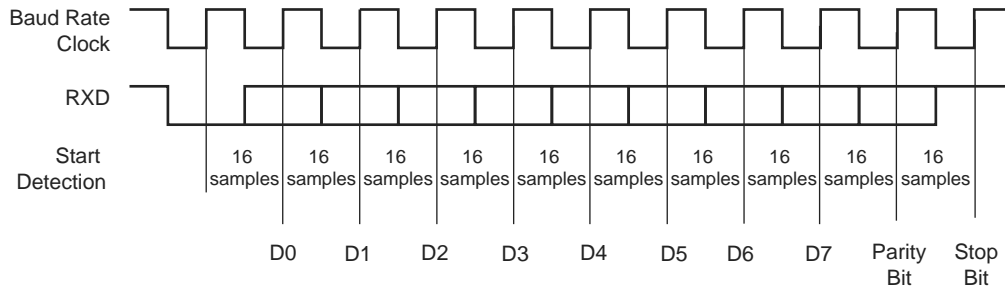 Baud Rate
Clock
RXD
Start
Detection
16 16 16 16 16 16 16 16 16 16
samples samples samples samples samples samples samples samples samples samples
D0 D1 D2 D3 D4 D5 D6 D7 Parity Stop
Bit Bit